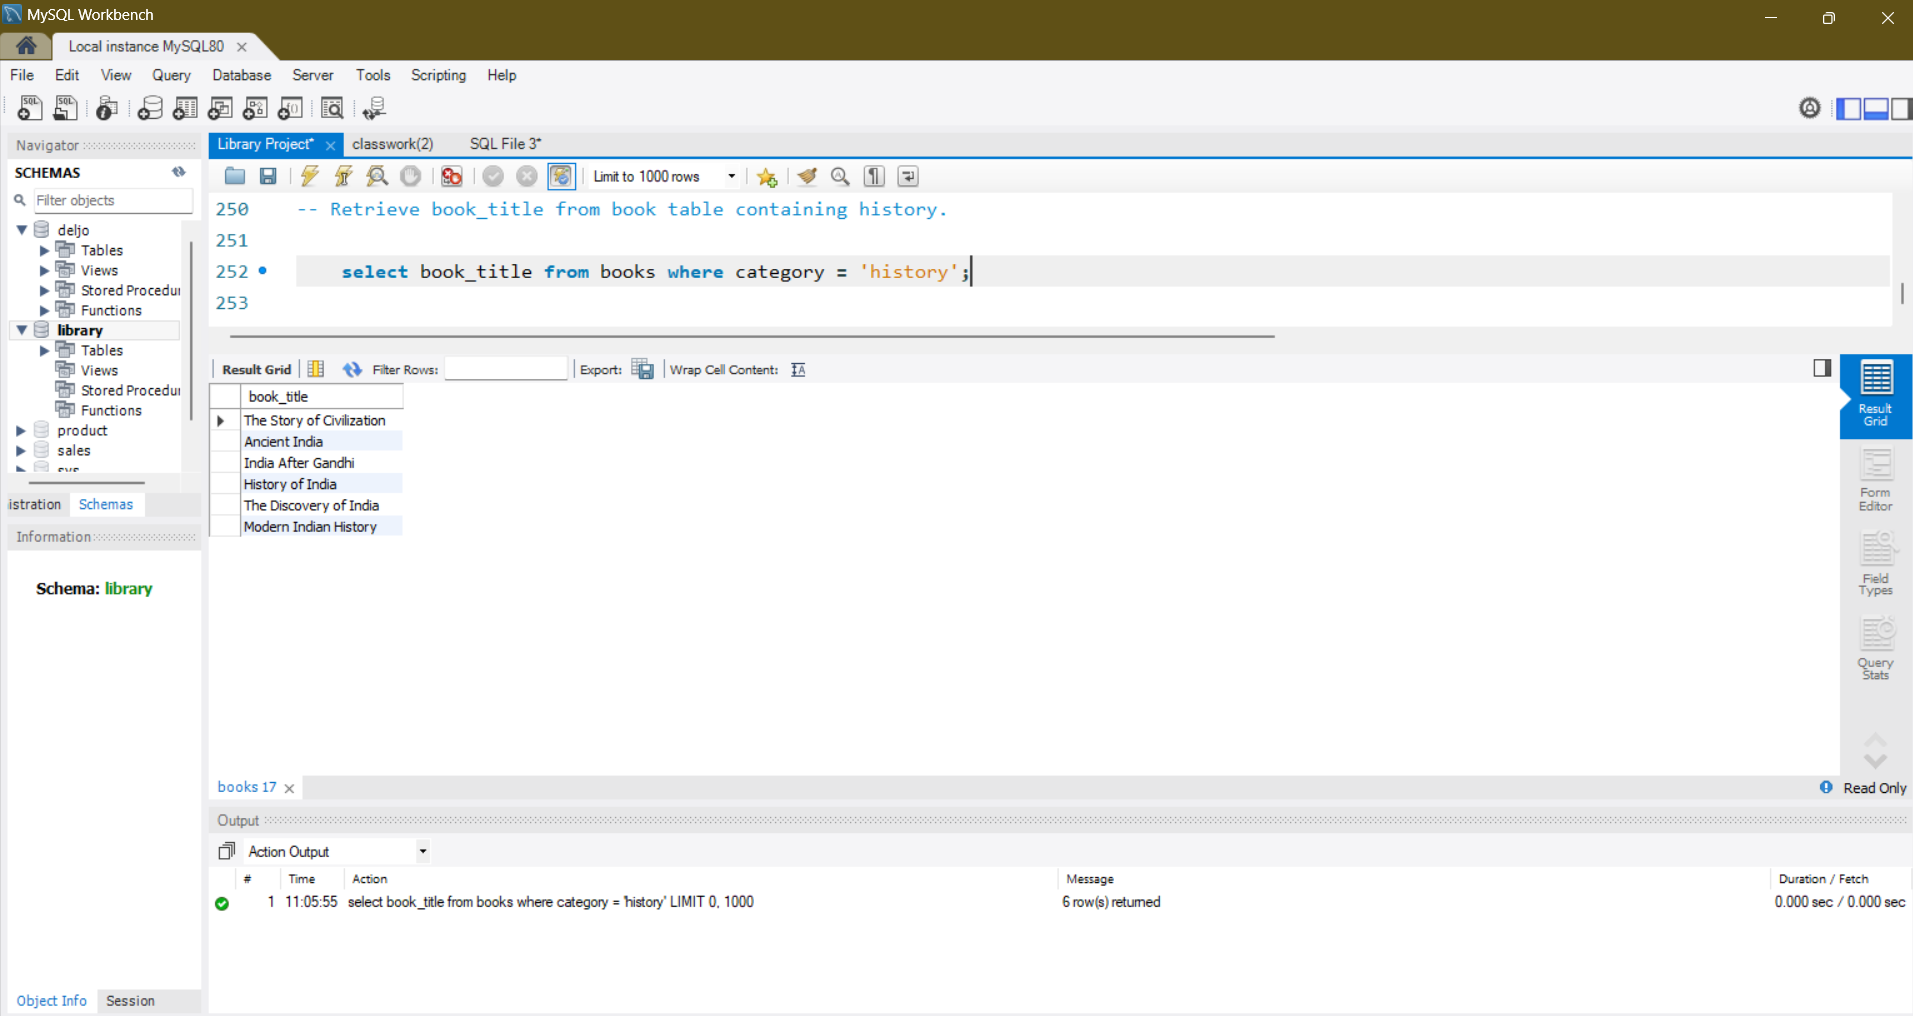 MySQL Workbench
Local instance MySQL80
File Edit View Query Database Server Tools Scripting Help
Navigator
SCHEMAS
Filter objects
deljo
Tables
Views
Stored Procedu
Functions
library
Tables
Views
Stored Procedu
Functions
product
sales
sys
istration Schemas
Information
Schema: library
Object Info Session
Library Project* classwork(2) SQL File 3*
Limit to 1000 rows
250 -- Retrieve book_title from book table containing history.
251
252 select book_title from books where category = 'history';
253
Result Grid Filter Rows: Export: Wrap Cell Content:
book_title
The Story of Civilization
Ancient India
India After Gandhi
History of India
The Discovery of India
Modern Indian History
Result
Grid
Form
Editor
Field
Types
Query
Stats
books 17
Read Only
Output
Action Output
# Time Action Message Duration / Fetch
1 11:05:55 select book_title from books where category = 'history' LIMIT 0, 1000 6 row(s) returned 0.000 sec / 0.000 sec